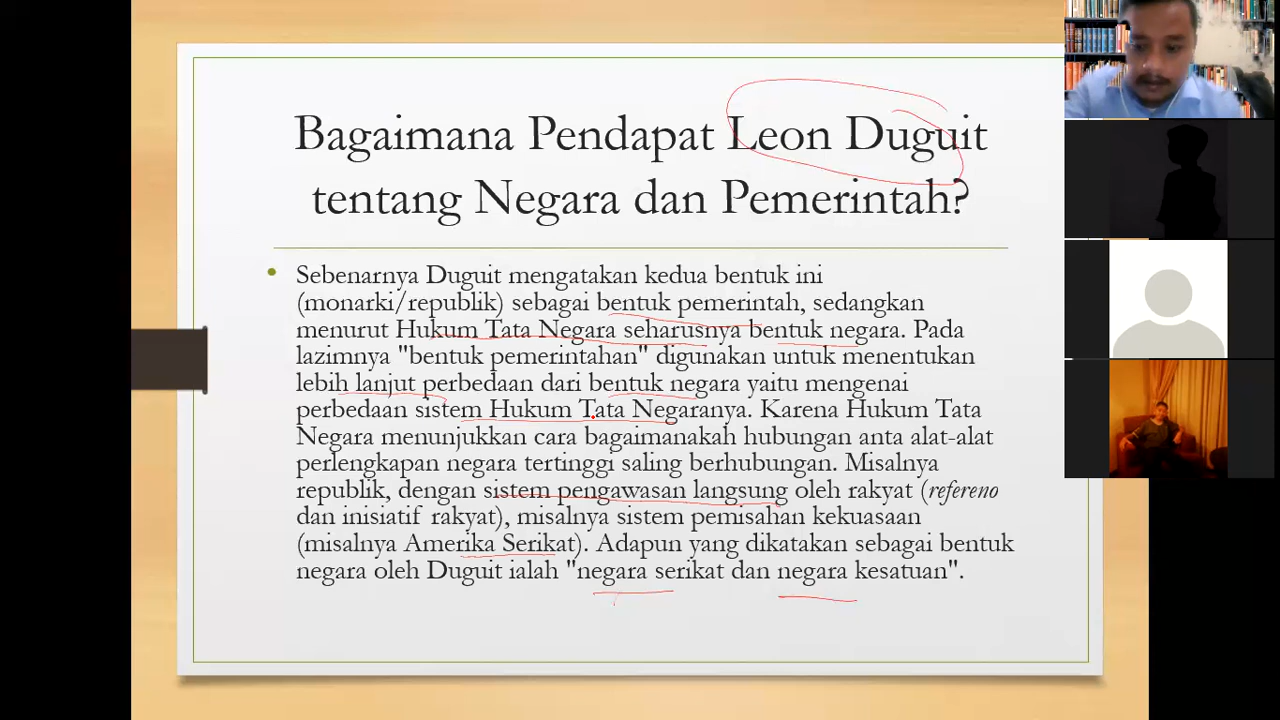 Bagaimana Pendapat Leon Duguit
tentang Negara dan Pemerintah?
• Sebenarnya Duguit mengatakan kedua bentuk ini
(monarki/republik) sebagai bentuk pemerintah, sedangkan
menurut Hukum Tata Negara seharusnya bentuk negara. Pada
lazimnya "bentuk pemerintahan" digunakan untuk menentukan
lebih lanjut perbedaan dari bentuk negara yaitu mengenai
perbedaan sistem Hukum Tata Negaranya. Karena Hukum Tata
Negara menunjukkan cara bagaimanakah hubungan anta alat-alat
perlengkapan negara tertinggi saling berhubungan. Misalnya
republik, dengan sistem pengawasan langsung oleh rakyat (refereno
dan inisiatif rakyat), misalnya sistem pemisahan kekuasaan
(misalnya Amerika Serikat). Adapun yang dikatakan sebagai bentuk
negara oleh Duguit ialah "negara serikat dan negara kesatuan".